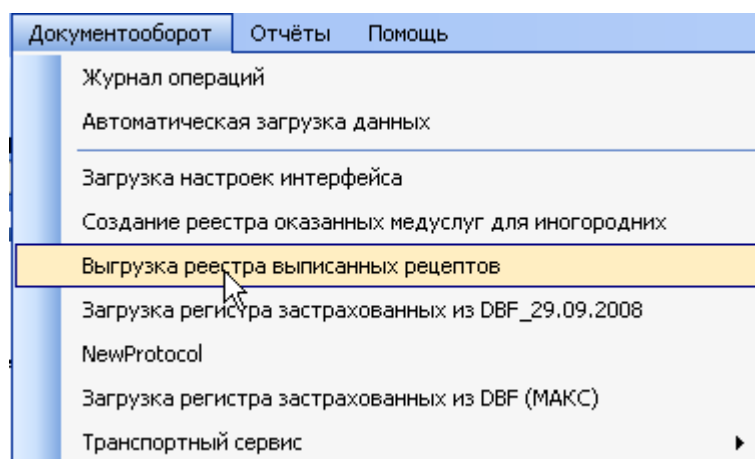 Документооборот Отчёты Помощь
Журнал операций
Автоматическая загрузка данных
Загрузка настроек интерфейса
Создание реестра оказанных медуслуг для иногородних
Выгрузка реестра выписанных рецептов
Загрузка регистра застрахованных из DBF_29.09.2008
NewProtocol
Загрузка регистра застрахованных из DBF (МАКС)
Транспортный сервис